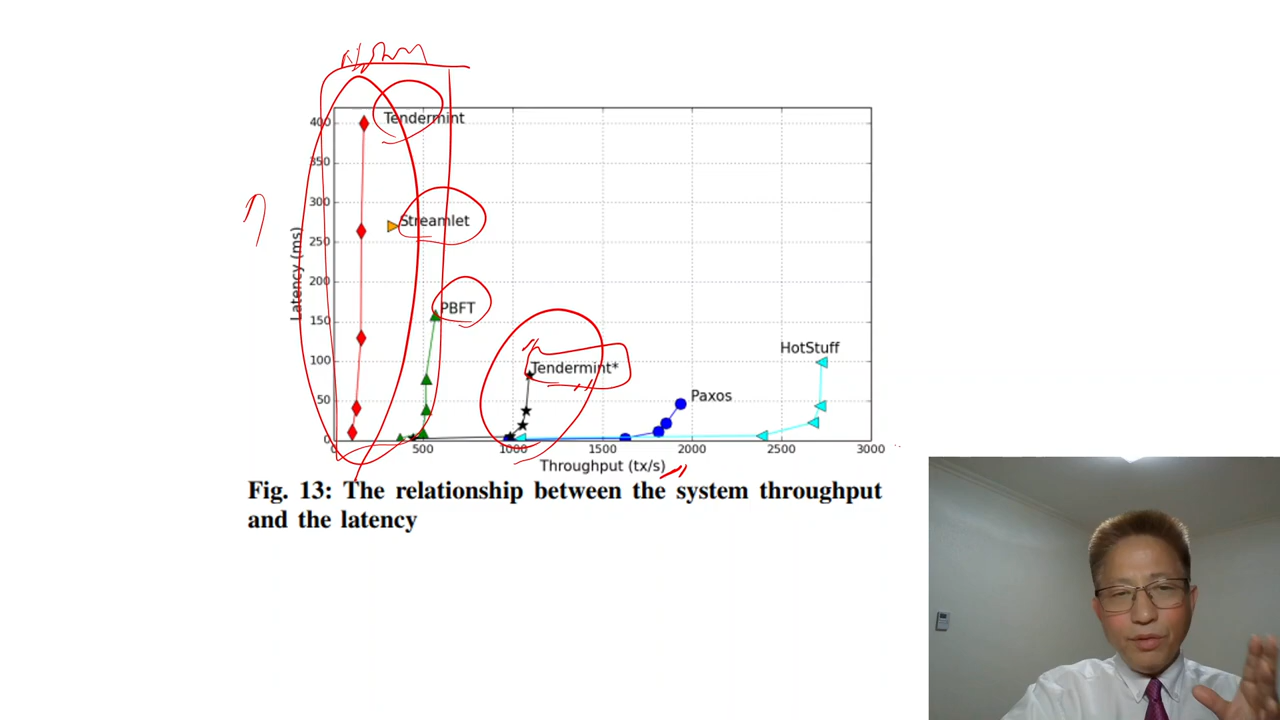 Tendermint
400
350
300
250
200
150
100
50
0
Latency (ms)
Streamlet
PBFT
Tendermint*
Paxos
HotStuff
0 500 1000 1500 2000 2500 3000
Throughput (tx/s)
Fig. 13: The relationship between the system throughput
and the latency